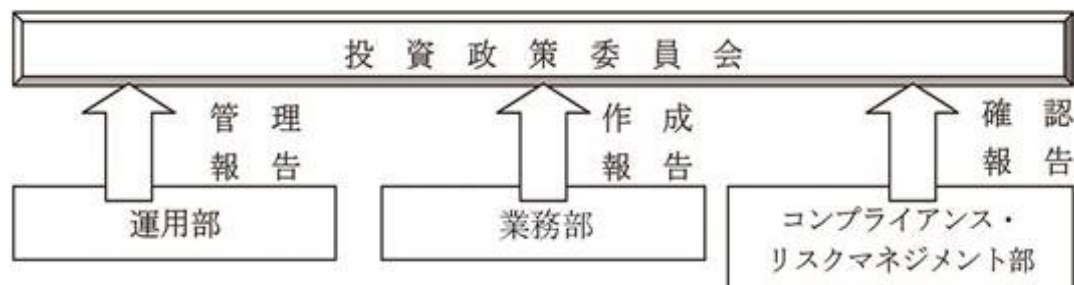 投資政策委員会
管理
報告
作成
報告
確認
報告
運用部
業務部
コンプライアンス・
リスクマネジメント部